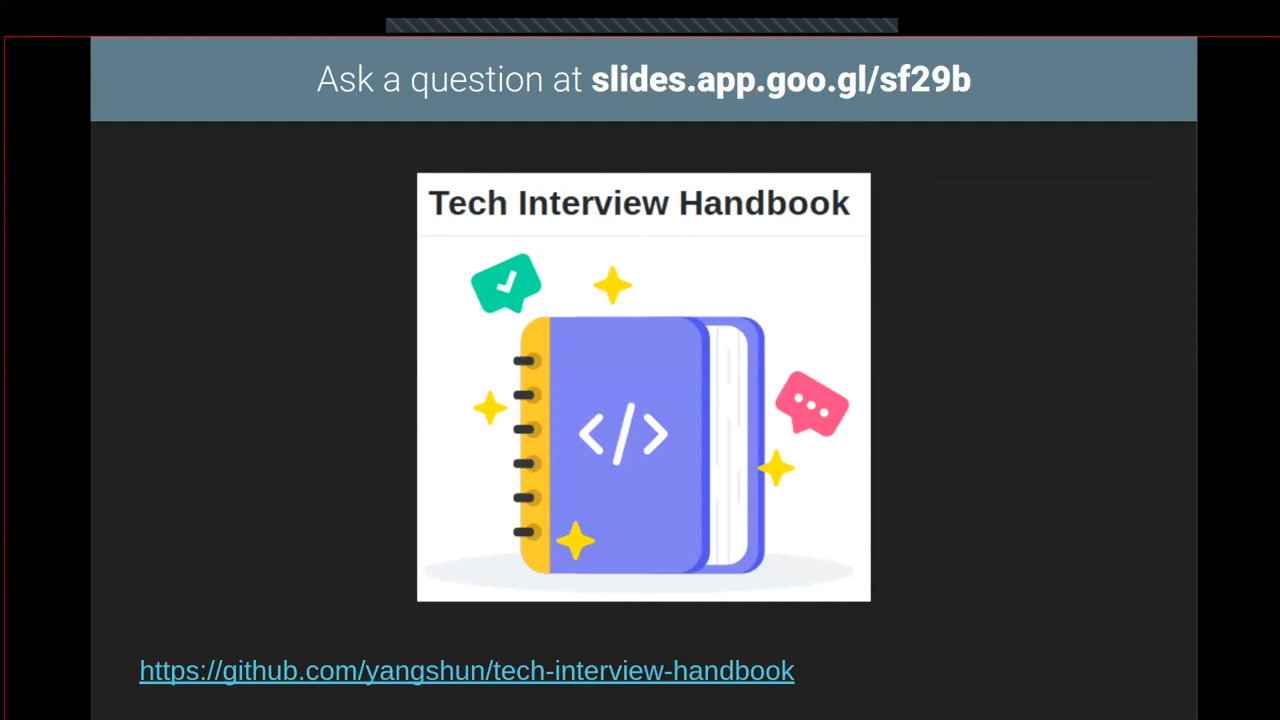 Ask a question at slides.app.goo.gl/sf29b
Tech Interview Handbook
</>
https://github.com/yangshun/tech-interview-handbook